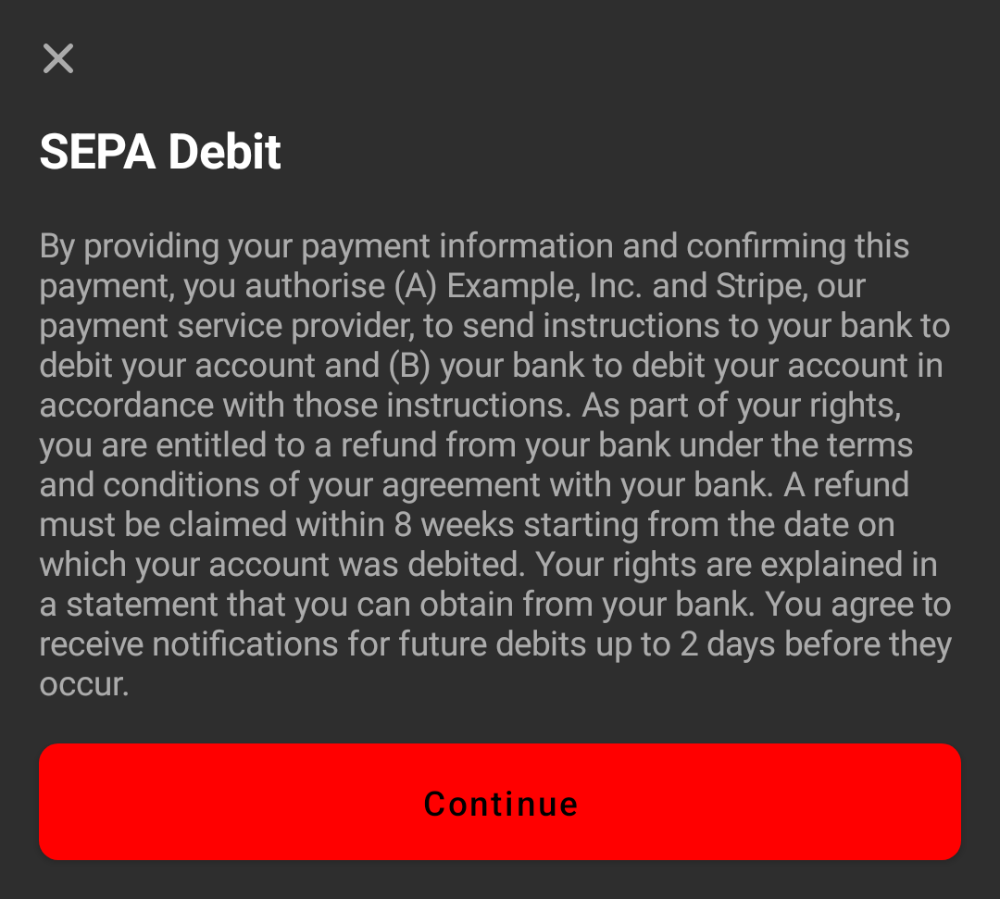 SEPA Debit
By providing your payment information and confirming this
payment, you authorise (A) Example, Inc. and Stripe, our
payment service provider, to send instructions to your bank to
debit your account and (B) your bank to debit your account in
accordance with those instructions. As part of your rights,
you are entitled to a refund from your bank under the terms
and conditions of your agreement with your bank. A refund
must be claimed within 8 weeks starting from the date on
which your account was debited. Your rights are explained in
a statement that you can obtain from your bank. You agree to
receive notifications for future debits up to 2 days before they
occur.
Continue